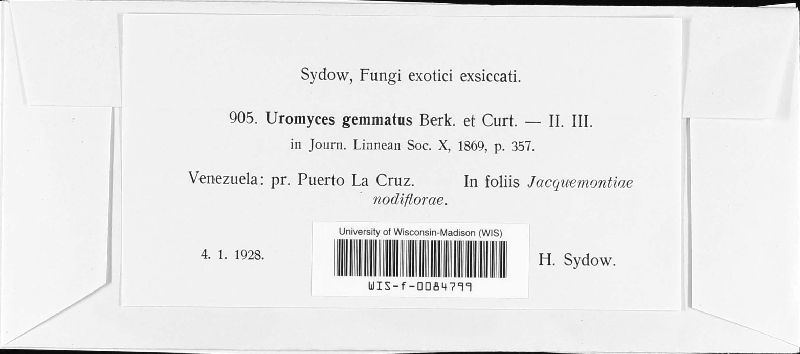 Sydow, Fungi exotici exsiccati.
905. Uromyces gemmatus Berk. et Curt. — II. III.
in Journ. Linnean Soc. X, 1869, p. 357.
Venezuela: pr. Puerto La Cruz. In foliis Jacquemontiae
nodiflorae.
University of Wisconsin-Madison (WIS)
WIS-f-0084799
4. 1. 1928.
H. Sydow.